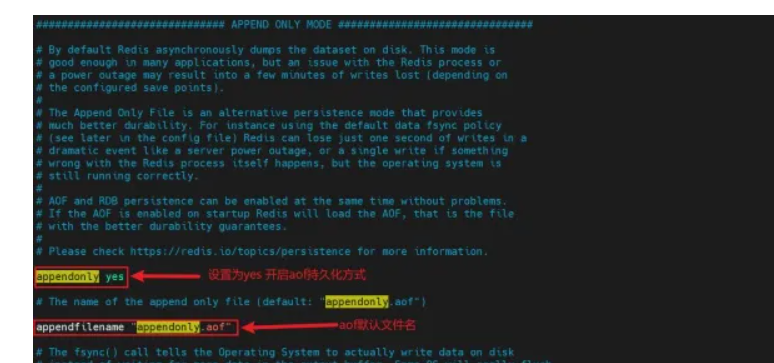 ############################## APPEND ONLY MODE ###############################
# By default Redis asynchronously dumps the dataset on disk. This mode is
# good enough in many applications, but an issue with the Redis process or
# a power outage may result into a few minutes of writes lost (depending on
# the configured save points).
#
# The Append Only File is an alternative persistence mode that provides
# much better durability. For instance using the default data fsync policy
# (see later in the config file) Redis can lose just one second of writes in a
# dramatic event like a server power outage, or a single write if something
# wrong with the Redis process itself happens, but the operating system is
# still running correctly.
#
# AOF and RDB persistence can be enabled at the same time without problems.
# If the AOF is enabled on startup Redis will load the AOF, that is the file
# with the better durability guarantees.
#
# Please check https://redis.io/topics/persistence for more information.
appendonly yes 设置为yes 开启aof持久化方式
# The name of the append only file (default: "appendonly.aof")
appendfilename "appendonly.aof" aof默认文件名
# The fsync() call tells the Operating System to actually write data on disk